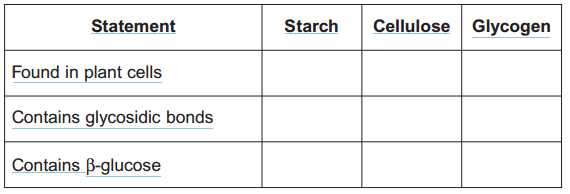 Statement Starch Cellulose Glycogen
Found in plant cells
Contains glycosidic bonds
Contains β-glucose